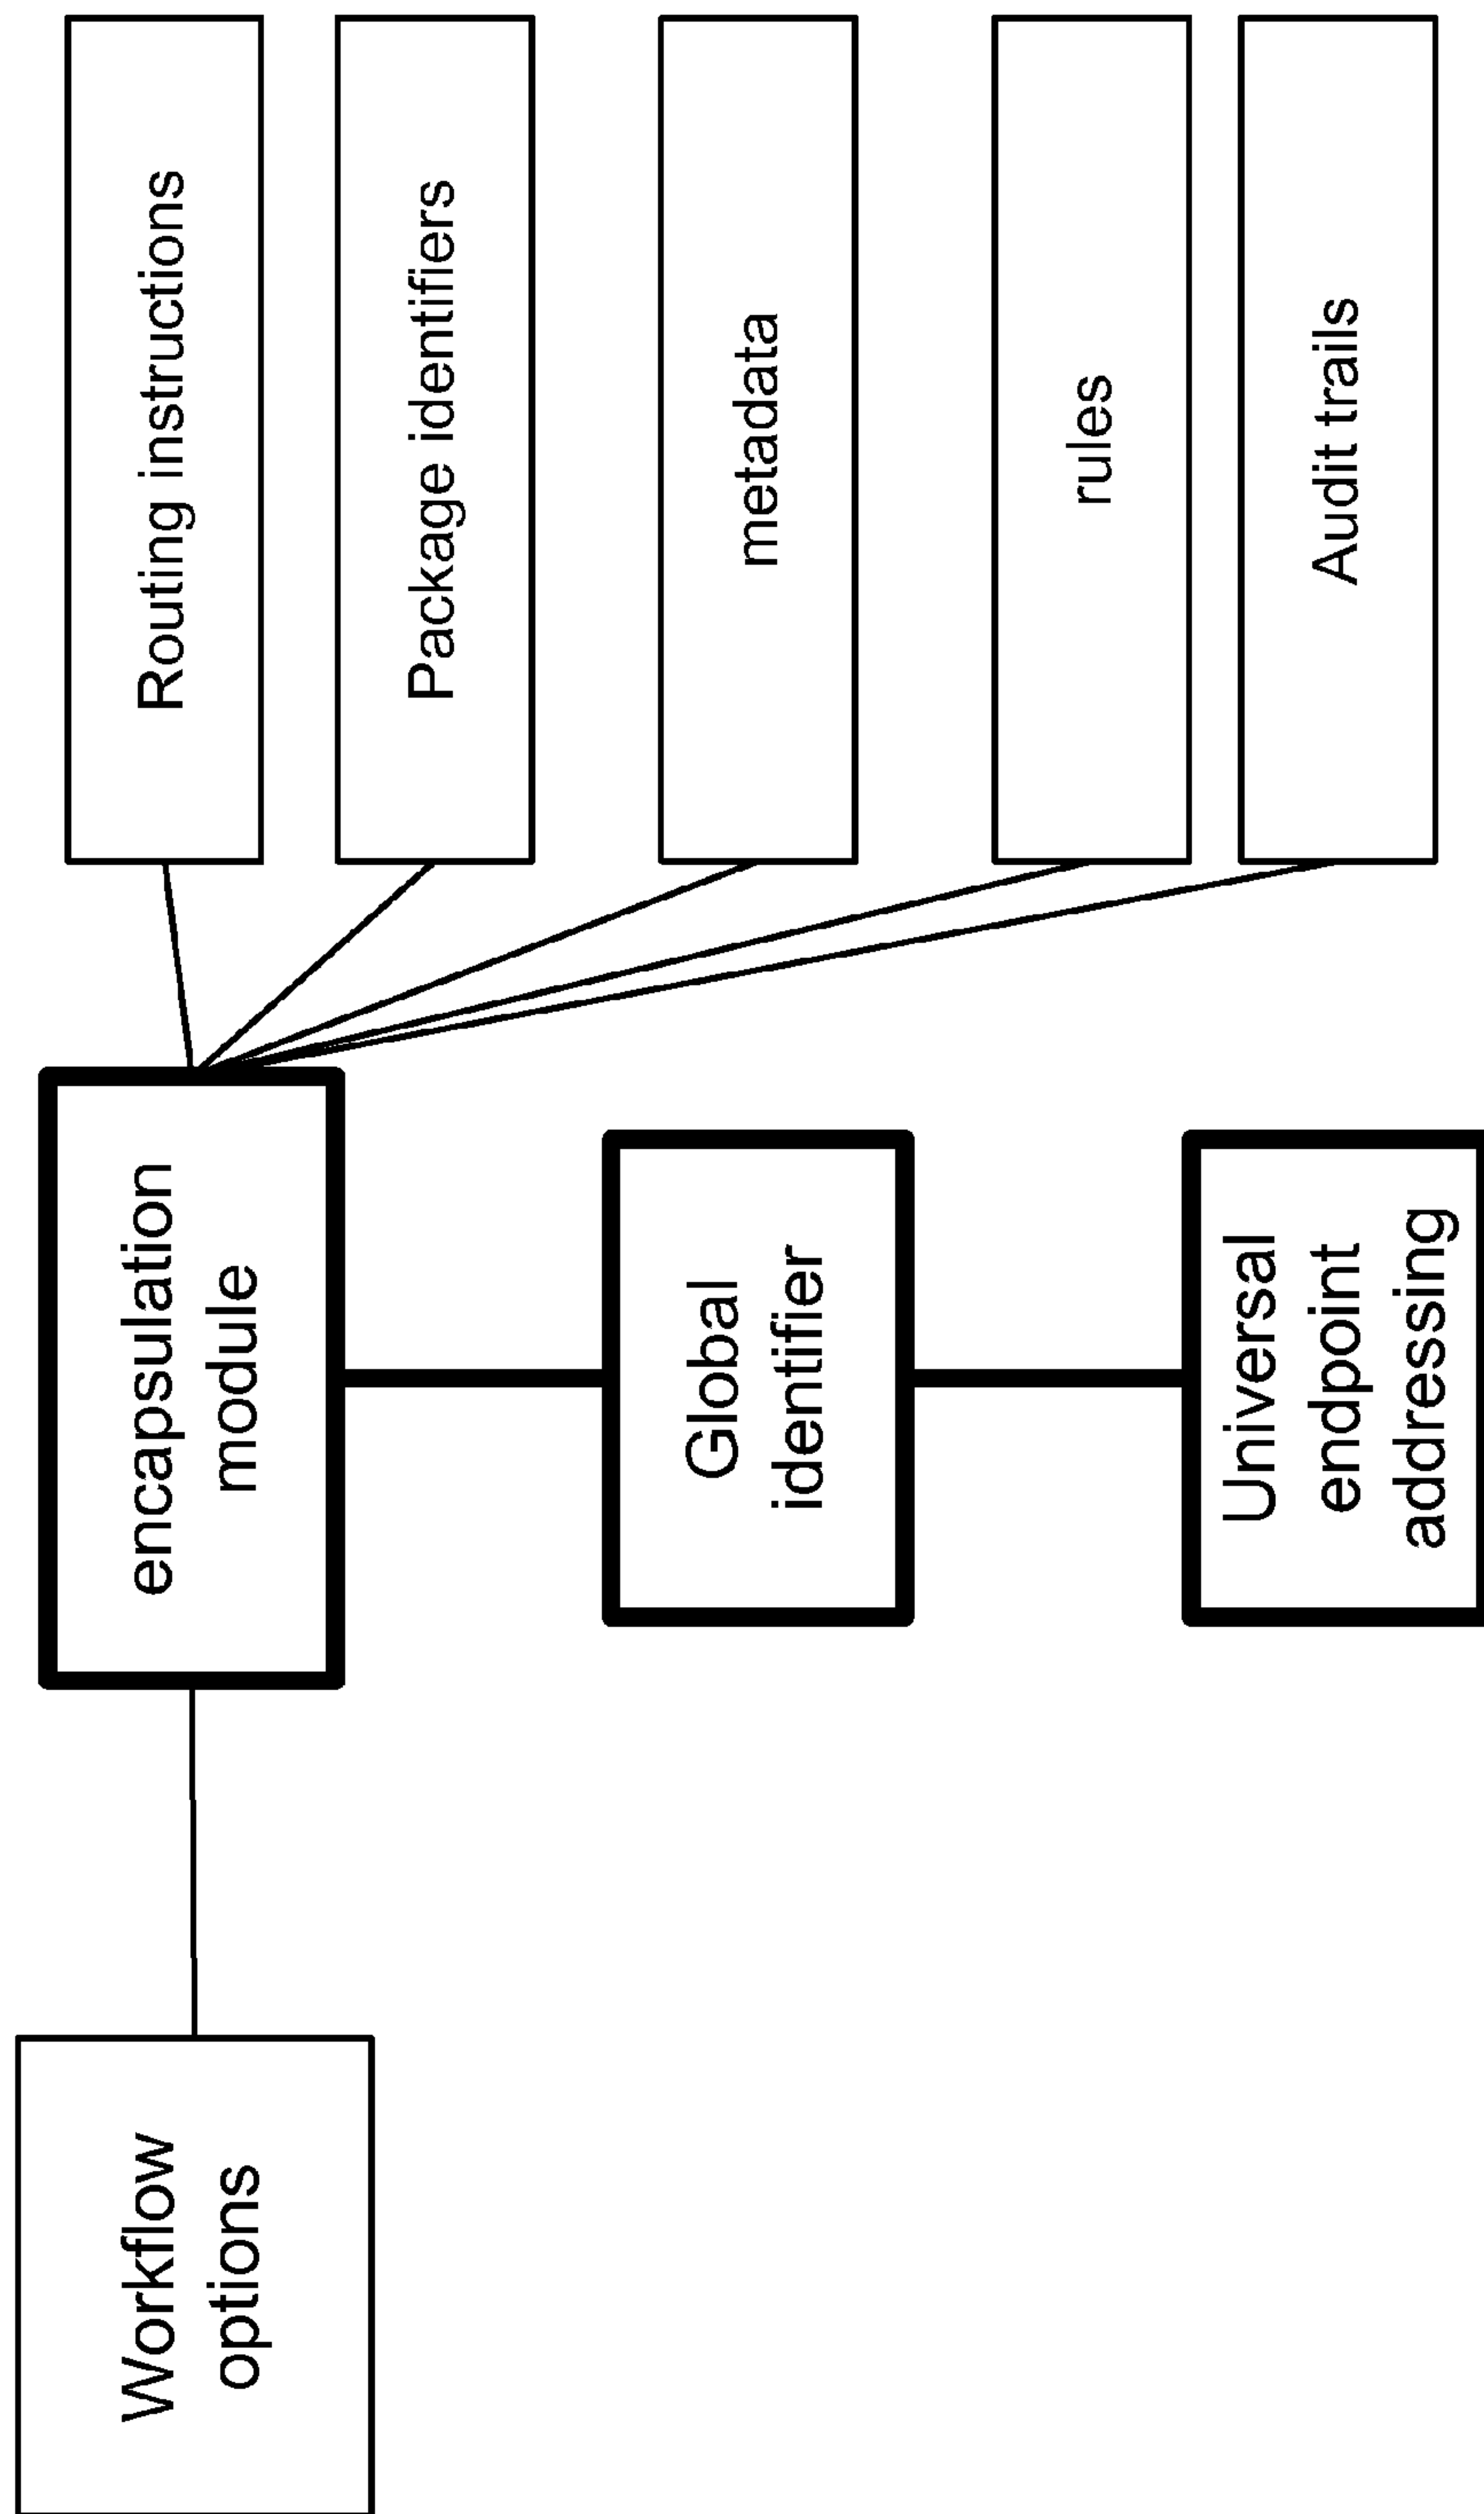 Workflow
options
encapsulation
module
Global
identifier
Universal
endpoint
addressing
Routing instructions
Package identifiers
metadata
rules
Audit trails